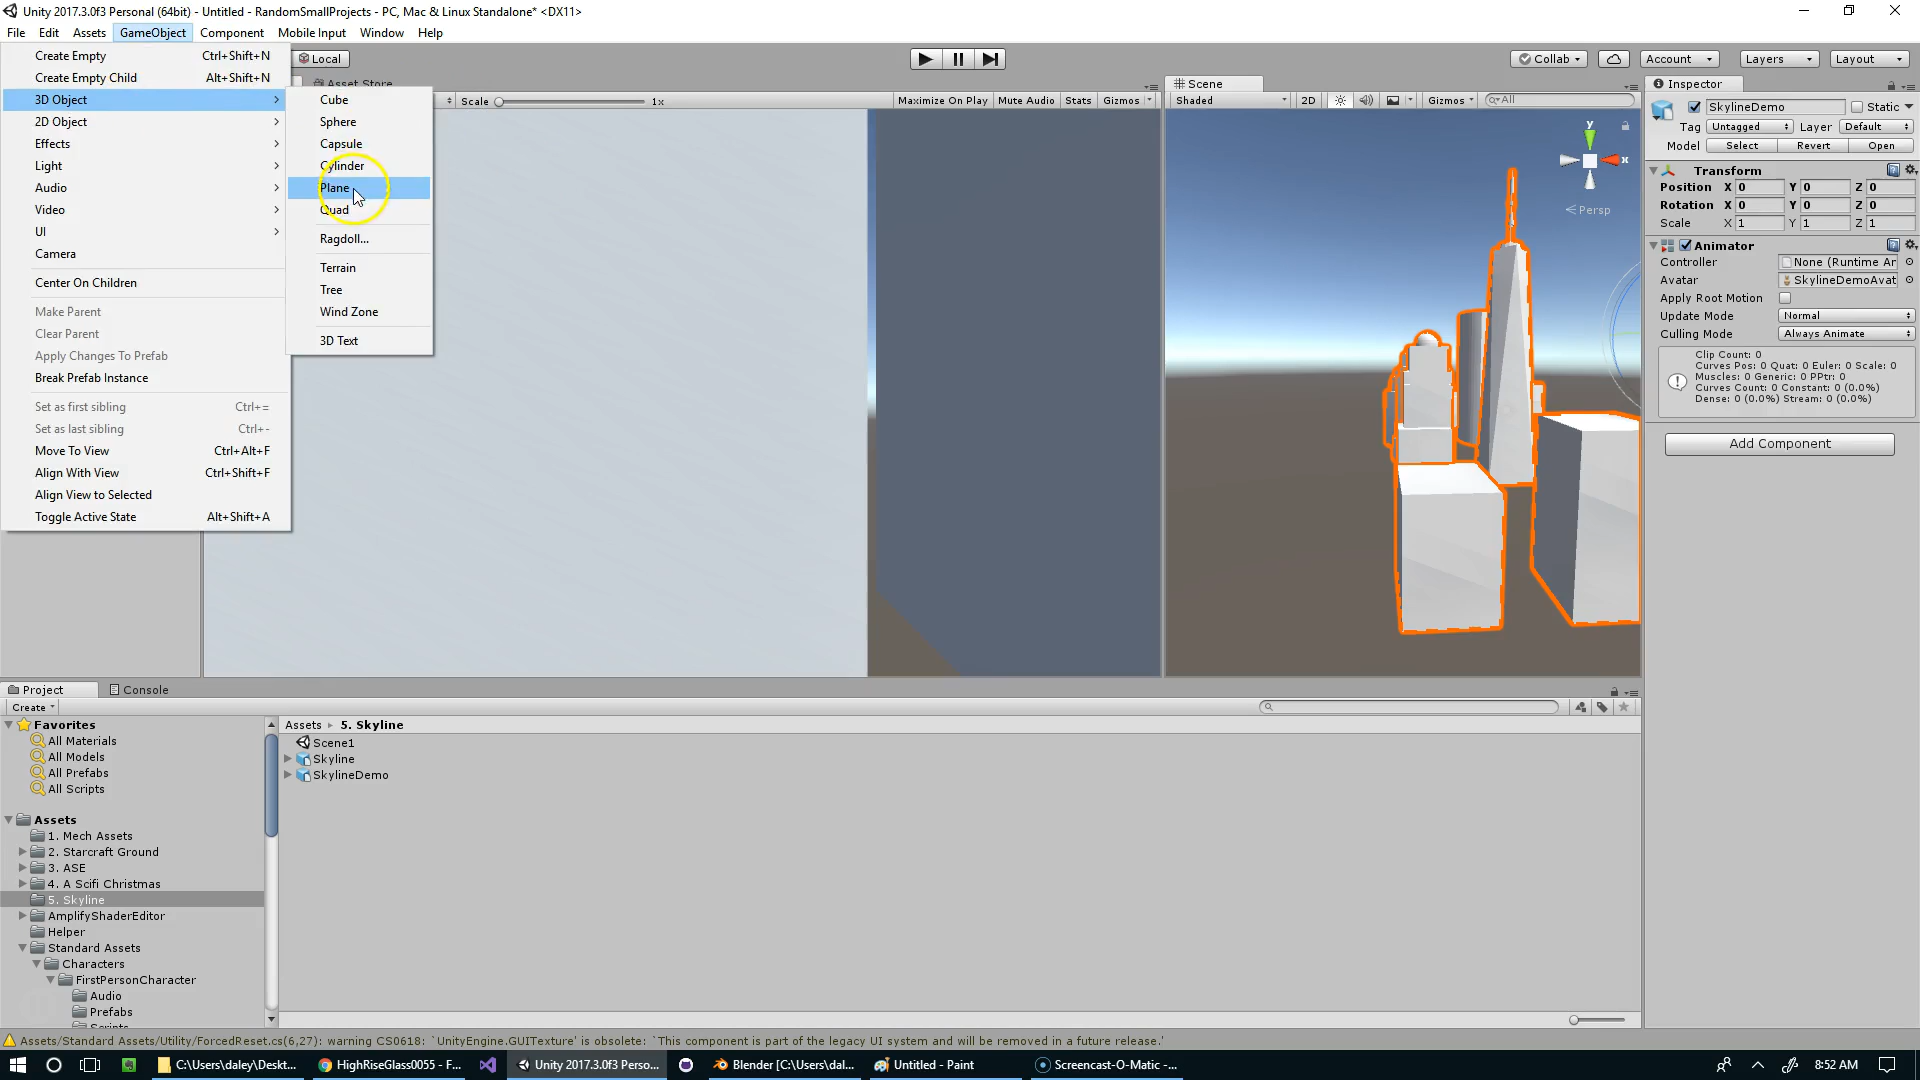 Unity 2017.3.0f3 Personal (64bit) - Untitled - RandomSmallProjects - PC, Mac & Linux Standalone* <DX11>
File Edit Assets GameObject Component Mobile Input Window Help
Create Empty Ctrl+Shift+N
Create Empty Child Alt+Shift+N
3D Object
2D Object
Effects
Light
Audio
Video
UI
Camera
Center On Children
Make Parent
Clear Parent
Apply Changes To Prefab
Break Prefab Instance
Set as first sibling Ctrl+=
Set as last sibling Ctrl+-
Move To View Ctrl+Alt+F
Align With View Ctrl+Shift+F
Align View to Selected
Toggle Active State Alt+Shift+A
Cube
Sphere
Capsule
Cylinder
Plane
Quad
Ragdoll...
Terrain
Tree
Wind Zone
3D Text
Local
Collab Account Layers Layout
Asset Store
Scale 1x Maximize On Play Mute Audio Stats Gizmos
Scene
Shaded 2D Gizmos All
y
x
Persp
Inspector
SkylineDemo Static
Tag Untagged Layer Default
Model Select Revert Open
Transform
Position X 0 Y 0 Z 0
Rotation X 0 Y 0 Z 0
Scale X 1 Y 1 Z 1
Animator
Controller None (Runtime Ar
Avatar SkylineDemoAvat
Apply Root Motion
Update Mode Normal
Culling Mode Always Animate
Clip Count: 0
Curves Pos: 0 Quat: 0 Euler: 0 Scale: 0
Muscles: 0 Generic: 0 PPtr: 0
Curves Count: 0 Constant: 0 (0.0%)
Dense: 0 (0.0%) Stream: 0 (0.0%)
Add Component
Project Console
Create
Favorites
All Materials
All Models
All Prefabs
All Scripts
Assets
1. Mech Assets
2. Starcraft Ground
3. ASE
4. A Scifi Christmas
5. Skyline
AmplifyShaderEditor
Helper
Standard Assets
Characters
FirstPersonCharacter
Audio
Prefabs
Scripts
Assets 5. Skyline
Scene1
Skyline
SkylineDemo
Assets/Standard Assets/Utility/ForcedReset.cs(6,27): warning CS0618: `UnityEngine.GUITexture' is obsolete: `This component is part of the legacy UI system and will be removed in a future release.'
C:\Users\daley\Deskt... HighRiseGlass0055 - F... Unity 2017.3.0f3 Perso... Blender [C:\Users\dal... Untitled - Paint Screencast-O-Matic -... 8:52 AM